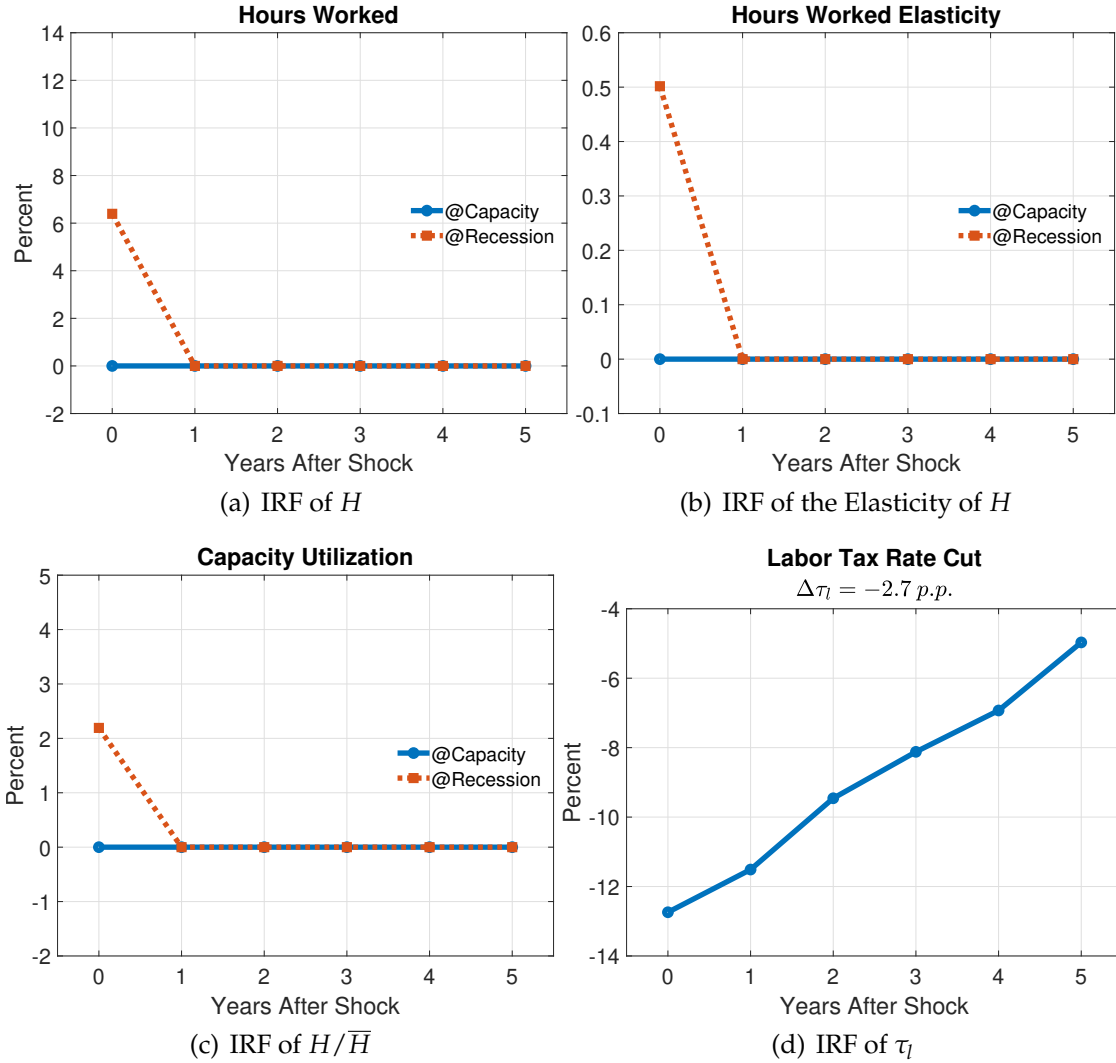 Hours Worked
Percent
14
12
10
8
6
4
2
0
-2
@Capacity
@Recession
0 1 2 3 4 5
Years After Shock
(a) IRF of H
Hours Worked Elasticity
0.6
0.5
0.4
0.3
0.2
0.1
0
-0.1
@Capacity
@Recession
0 1 2 3 4 5
Years After Shock
(b) IRF of the Elasticity of H
Capacity Utilization
Percent
5
4
3
2
1
0
-1
-2
@Capacity
@Recession
0 1 2 3 4 5
Years After Shock
(c) IRF of H/H̅
Labor Tax Rate Cut
Δτ_l = −2.7 p.p.
Percent
-4
-6
-8
-10
-12
-14
0 1 2 3 4 5
Years After Shock
(d) IRF of τ_l